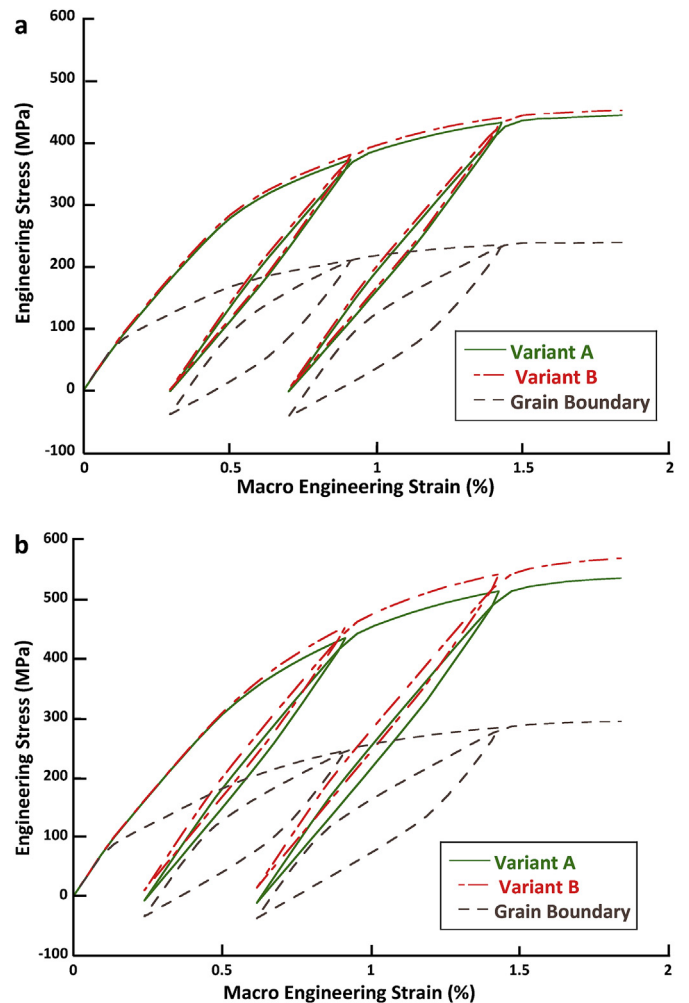 a
600
500
400
300
200
100
0
-100
Engineering Stress (MPa)
0 0.5 1 1.5 2
Macro Engineering Strain (%)
Variant A
Variant B
Grain Boundary
b
600
500
400
300
200
100
0
-100
Engineering Stress (MPa)
0 0.5 1 1.5 2
Macro Engineering Strain (%)
Variant A
Variant B
Grain Boundary